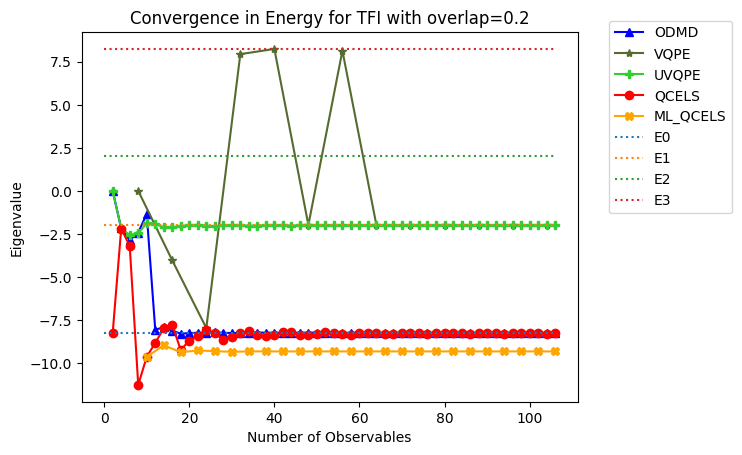 Convergence in Energy for TFI with overlap=0.2
Eigenvalue
7.5
5.0
2.5
0.0
−2.5
−5.0
−7.5
−10.0
0 20 40 60 80 100
Number of Observables
ODMD
VQPE
UVQPE
QCELS
ML_QCELS
E0
E1
E2
E3